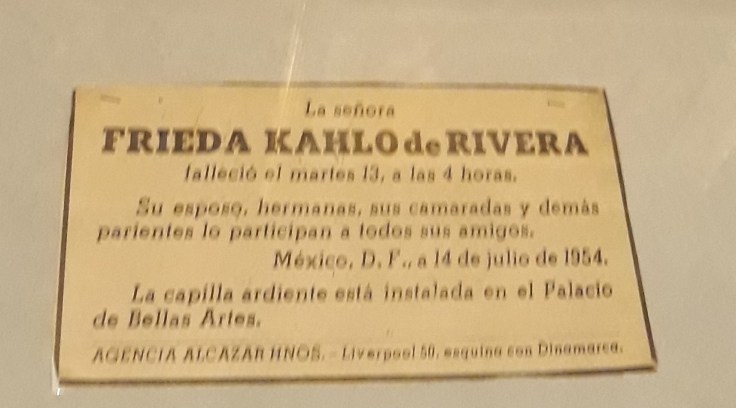 La señora
FRIEDA KAHLO de RIVERA
falleció el martes 13, a las 4 horas.
Su esposo, hermanas, sus camaradas y demás
parientes lo participan a todos sus amigos.
México, D. F., a 14 de julio de 1954.
La capilla ardiente está instalada en el Palacio
de Bellas Artes.
AGENCIA ALCAZAR HNOS. - Liverpool 50, esquina con Dinamarca.